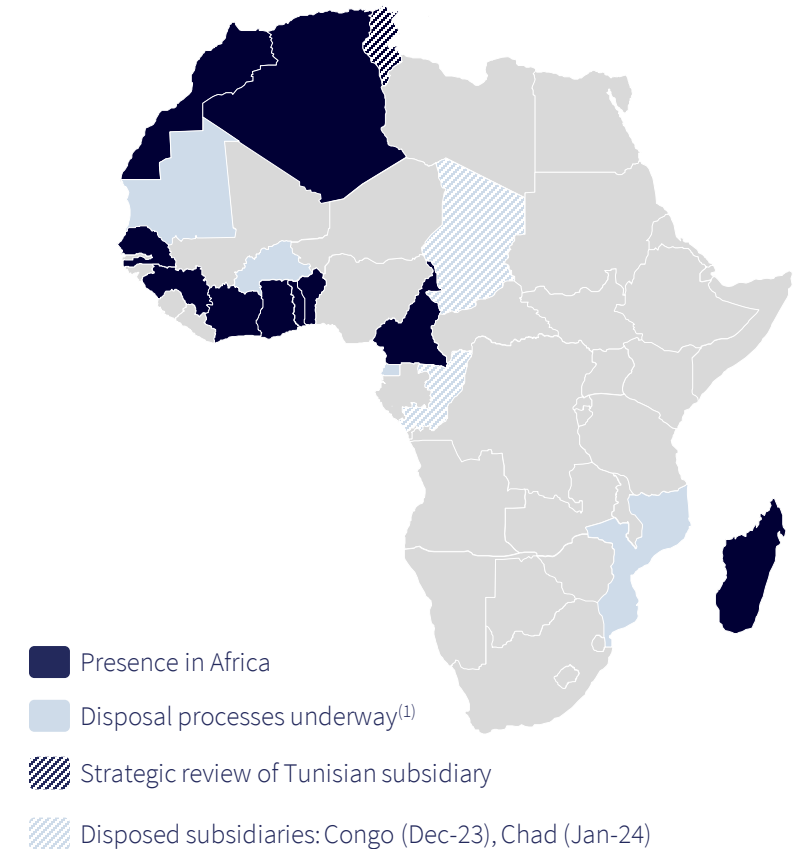 Presence in Africa
Disposal processes underway(1)
Strategic review of Tunisian subsidiary
Disposed subsidiaries: Congo (Dec-23), Chad (Jan-24)